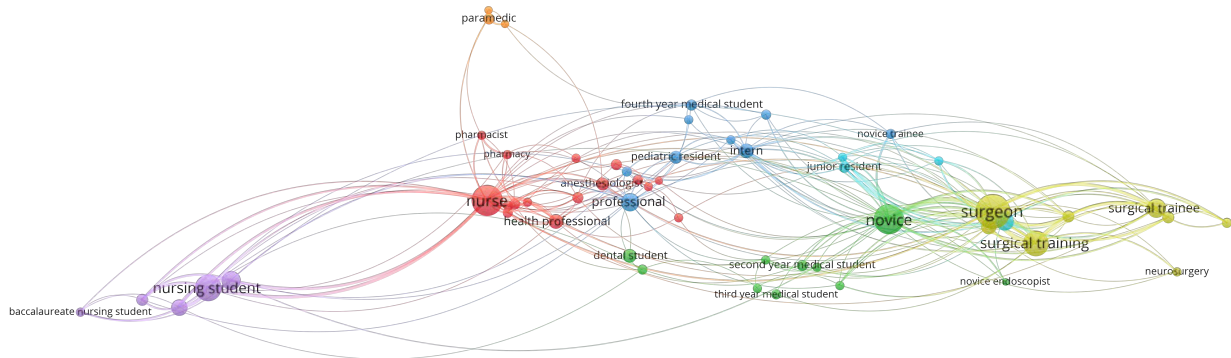 paramedic
fourth year medical student
pharmacist
novice trainee
pharmacy
pediatric resident
intern
junior resident
anesthesiologist
nurse
professional
health professional
novice
surgeon
surgical trainee
surgical training
dental student
second year medical student
neurosurgery
novice endoscopist
nursing student
third year medical student
baccalaureate nursing student